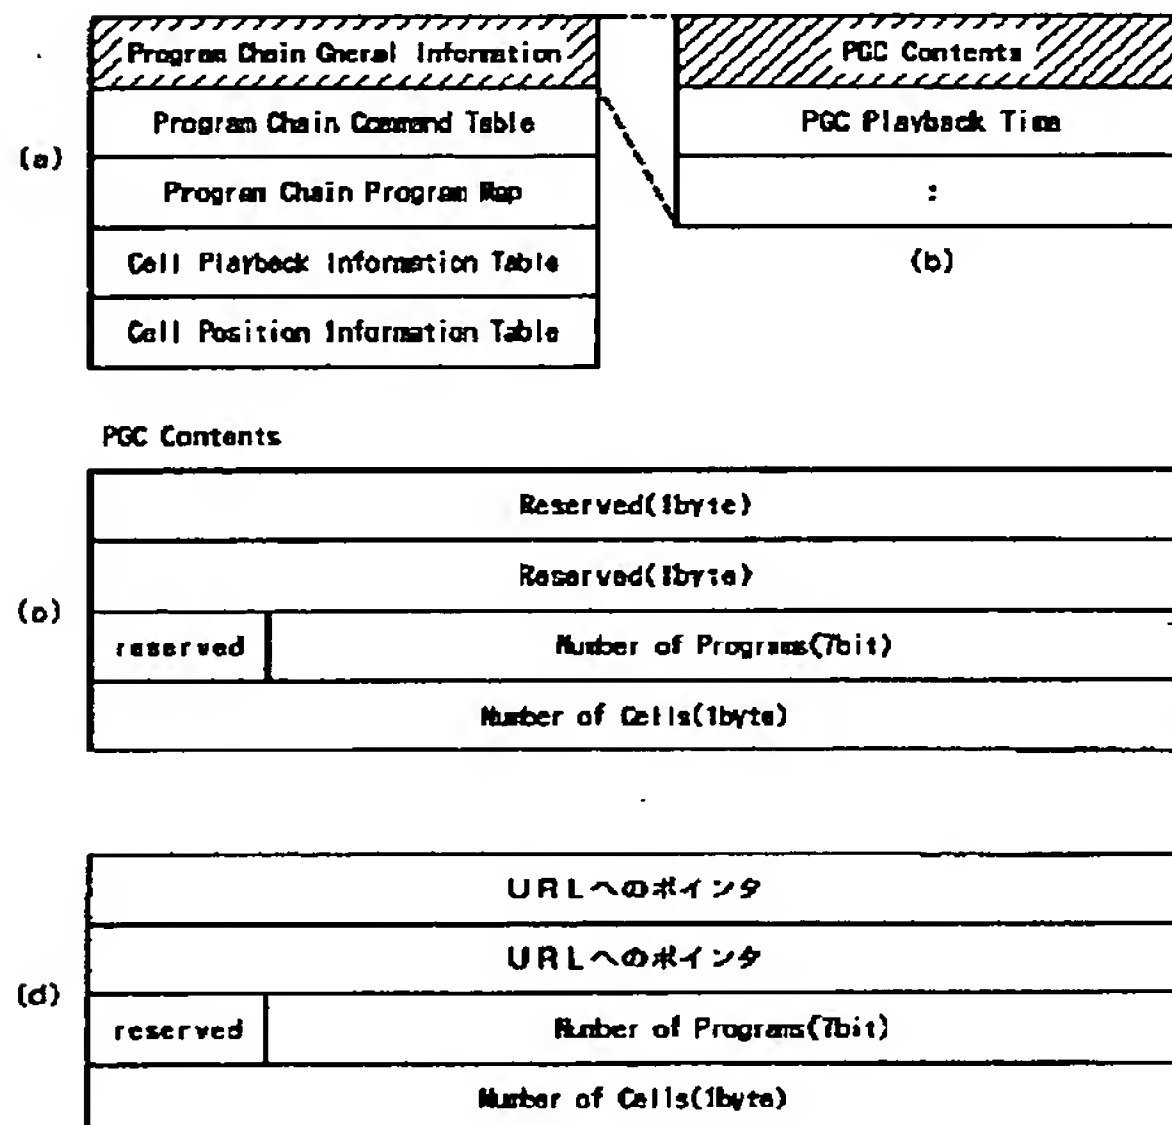 Program Chain Gneral Information
Program Chain Command Table
(a)
Program Chain Program Map
Cell Playback Information Table
Cell Position Information Table
PGC Contents
PGC Playback Time
:
(b)
PGC Contents
Reserved(1byte)
Reserved(1byte)
(c)
reserved
Number of Programs(7bit)
Number of Cells(1byte)
URLへのポインタ
URLへのポインタ
(d)
reserved
Number of Programs(7bit)
Number of Cells(1byte)